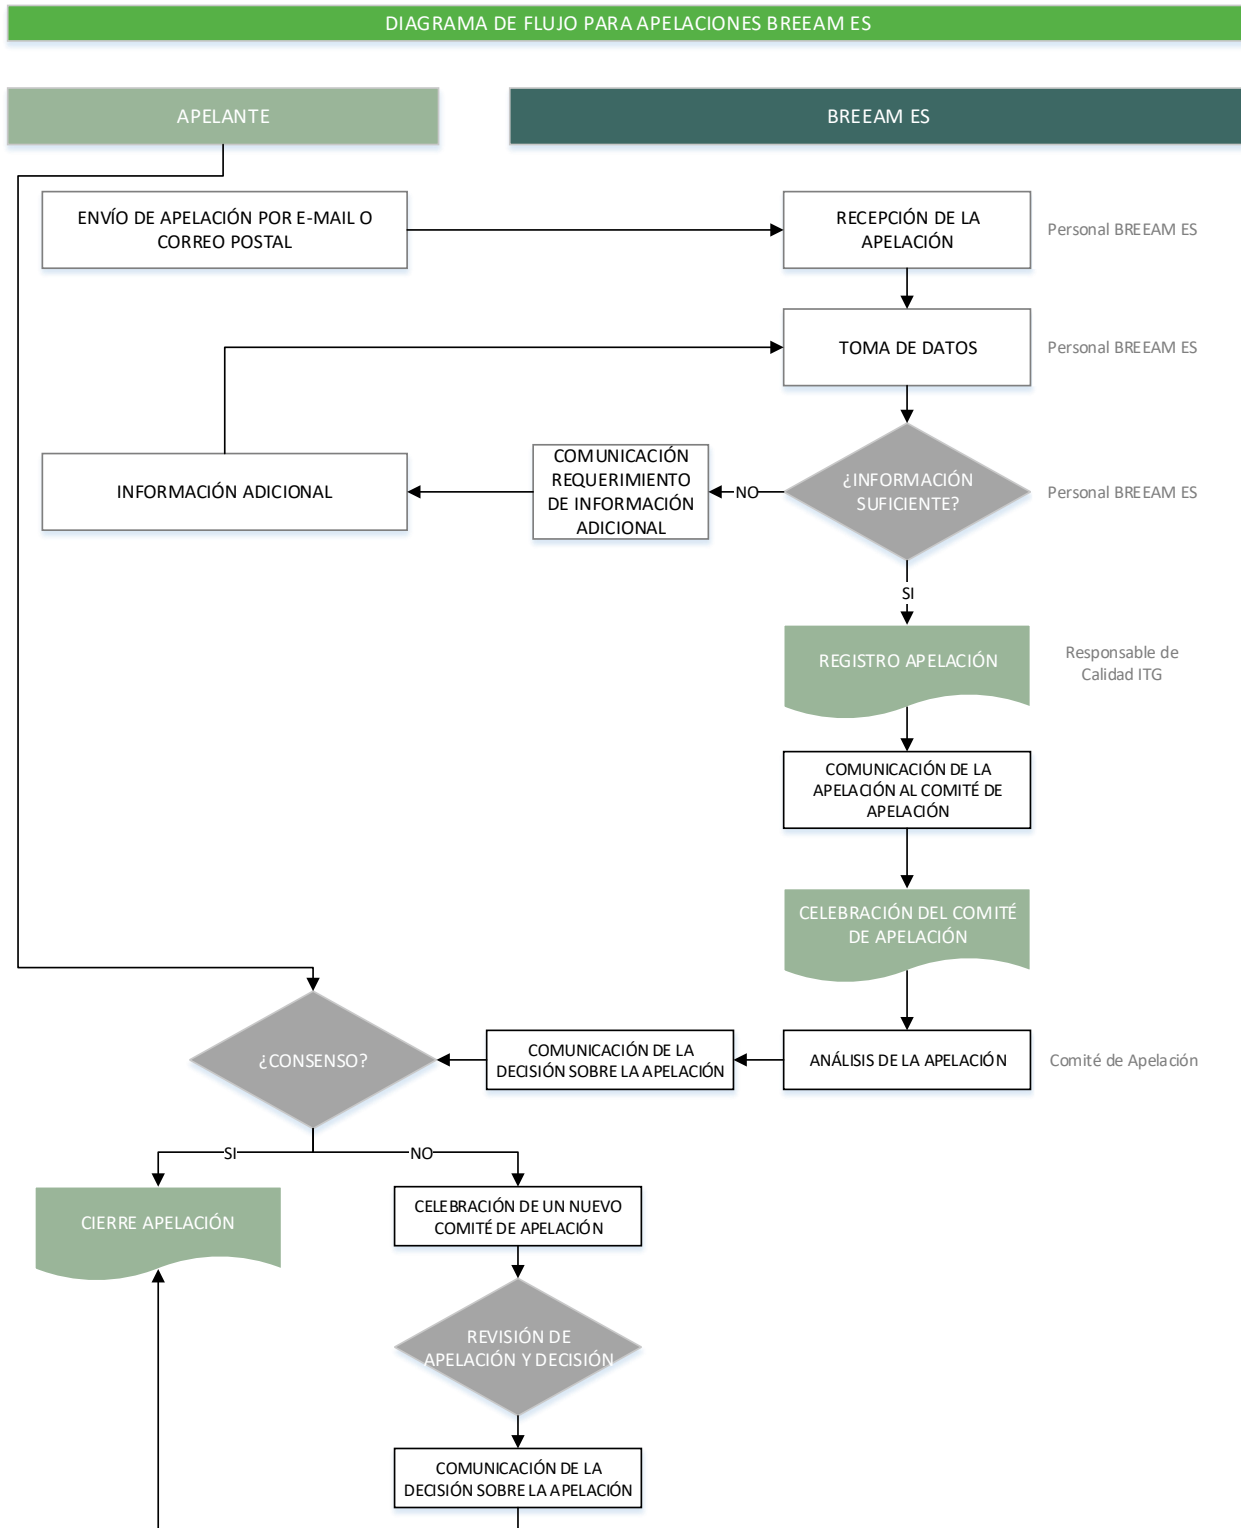 DIAGRAMA DE FLUJO PARA APELACIONES BREEAM ES
APELANTE
BREEAM ES
ENVÍO DE APELACIÓN POR E-MAIL O
CORREO POSTAL
RECEPCIÓN DE LA
APELACIÓN
Personal BREEAM ES
TOMA DE DATOS
Personal BREEAM ES
INFORMACIÓN ADICIONAL
COMUNICACIÓN
REQUERIMIENTO
DE INFORMACIÓN
ADICIONAL
NO
¿INFORMACIÓN
SUFICIENTE?
Personal BREEAM ES
SI
REGISTRO APELACIÓN
Responsable de
Calidad ITG
COMUNICACIÓN DE LA
APELACIÓN AL COMITÉ DE
APELACIÓN
CELEBRACIÓN DEL COMITÉ
DE APELACIÓN
¿CONSENSO?
COMUNICACIÓN DE LA
DECISIÓN SOBRE LA APELACIÓN
ANÁLISIS DE LA APELACIÓN
Comité de Apelación
SI
NO
CIERRE APELACIÓN
CELEBRACIÓN DE UN NUEVO
COMITÉ DE APELACIÓN
REVISIÓN DE
APELACIÓN Y DECISIÓN
COMUNICACIÓN DE LA
DECISIÓN SOBRE LA APELACIÓN